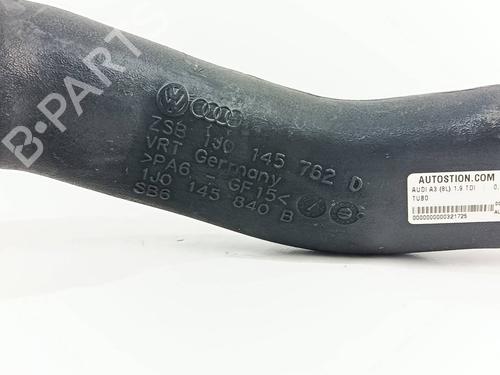 B-PARTS
ZSB 1J0 145 762 D
VRT Germany
>PA6 - GF15<
1J0 145 840 B
SB6
AUTOSTION.COM
AUDI A3 (8L) 1.9 TDI
TUBO
0000000000321725